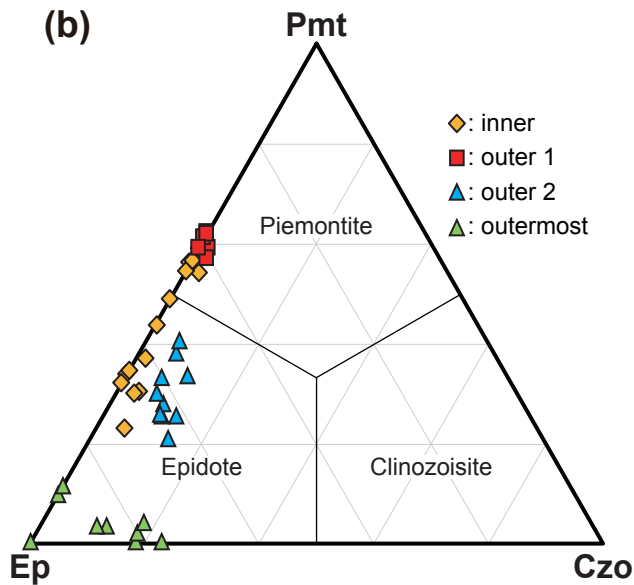 (b)
Pmt
: inner
: outer 1
: outer 2
: outermost
Piemontite
Epidote
Clinozoisite
Ep
Czo